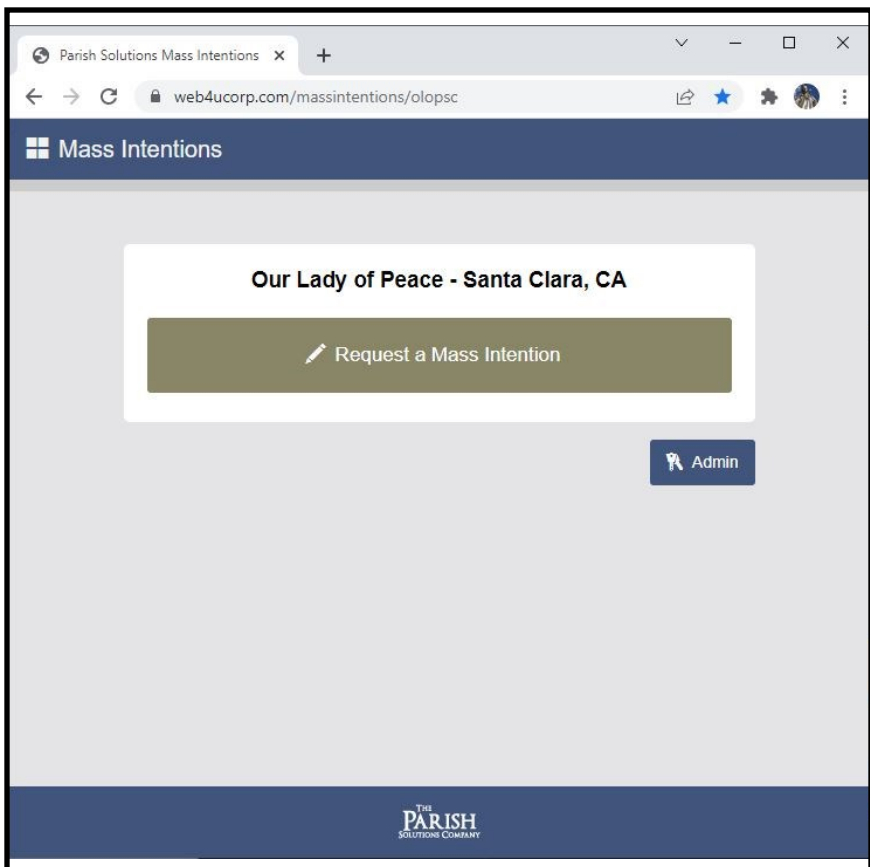 Parish Solutions Mass Intentions
web4ucorp.com/massintentions/olopsc
Mass Intentions
Our Lady of Peace - Santa Clara, CA
Request a Mass Intention
Admin
THE
PARISH
SOLUTIONS COMPANY